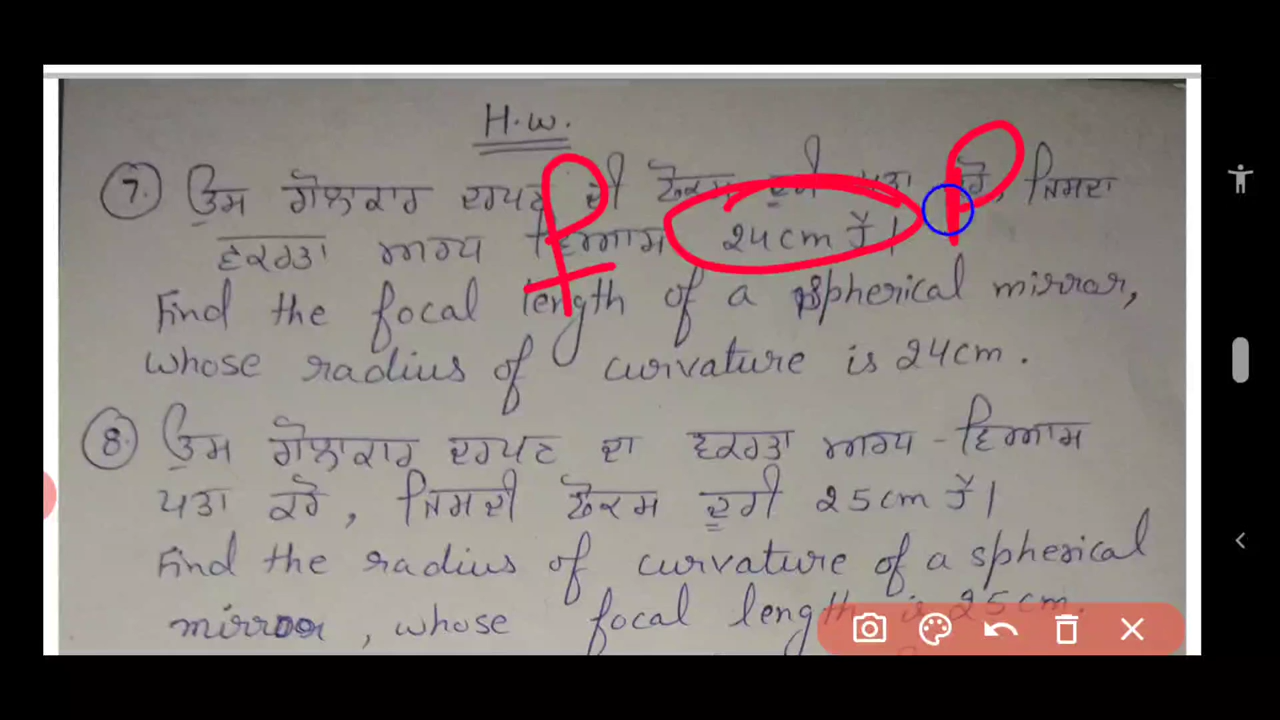 H.W.
7. ਉਸ ਗੋਲਾਕਾਰ ਦਰਪਣ ਦੀ ਫੋਕਸ ਦੂਰੀ ਪਤਾ ਜਿਸਦਾ
ਵਕਰਤਾ ਅਰਧ ਵਿਆਸ 24cm ਹੈ।
Find the focal length of a spherical mirror,
whose radius of curvature is 24cm.
8. ਉਸ ਗੋਲਾਕਾਰ ਦਰਪਣ ਦਾ ਵਕਰਤਾ ਅਰਧ-ਵਿਆਸ
ਪਤਾ ਕਰੋ, ਜਿਸਦੀ ਫੋਕਸ ਦੂਰੀ 25cm ਹੈ।
Find the radius of curvature of a spherical
mirror, whose focal length is 25cm.